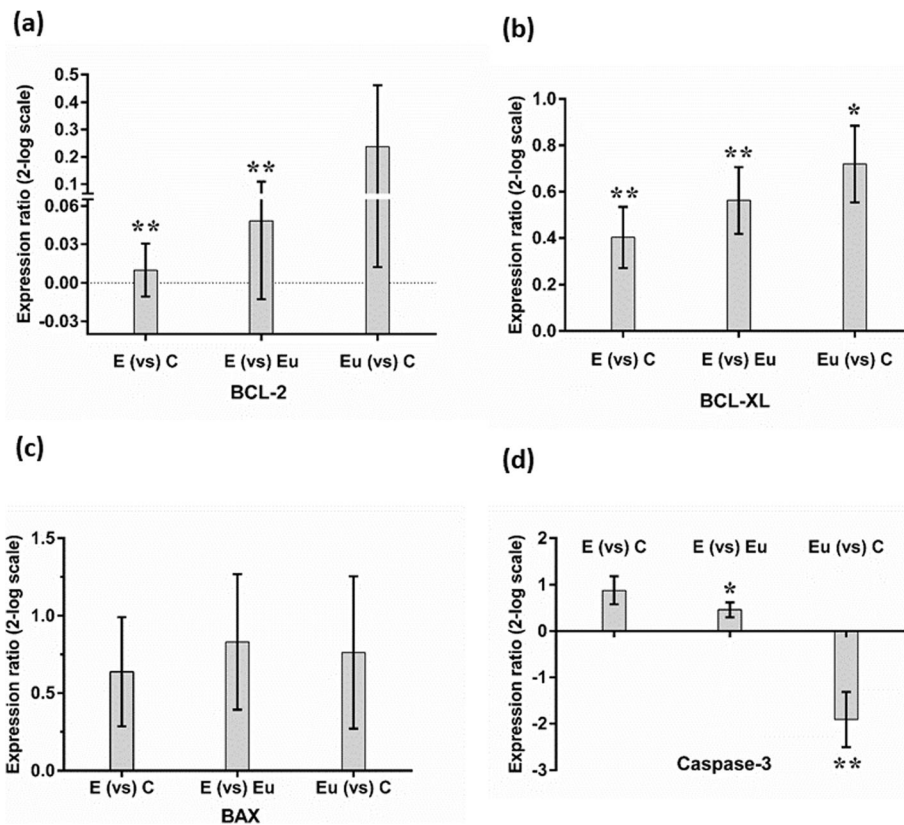 (a)
Expression ratio (2-log scale)
0.5
0.4
0.3
0.2
0.1
0.06
0.03
0.00
-0.03
**
**
E (vs) C
E (vs) Eu
Eu (vs) C
BCL-2
(b)
Expression ratio (2-log scale)
1.0
0.8
0.6
0.4
0.2
0.0
**
**
*
E (vs) C
E (vs) Eu
Eu (vs) C
BCL-XL
(c)
Expression ratio (2-log scale)
1.5
1.0
0.5
0.0
E (vs) C
E (vs) Eu
Eu (vs) C
BAX
(d)
Expression ratio (2-log scale)
2
1
0
-1
-2
-3
E (vs) C
E (vs) Eu
Eu (vs) C
*
**
Caspase-3